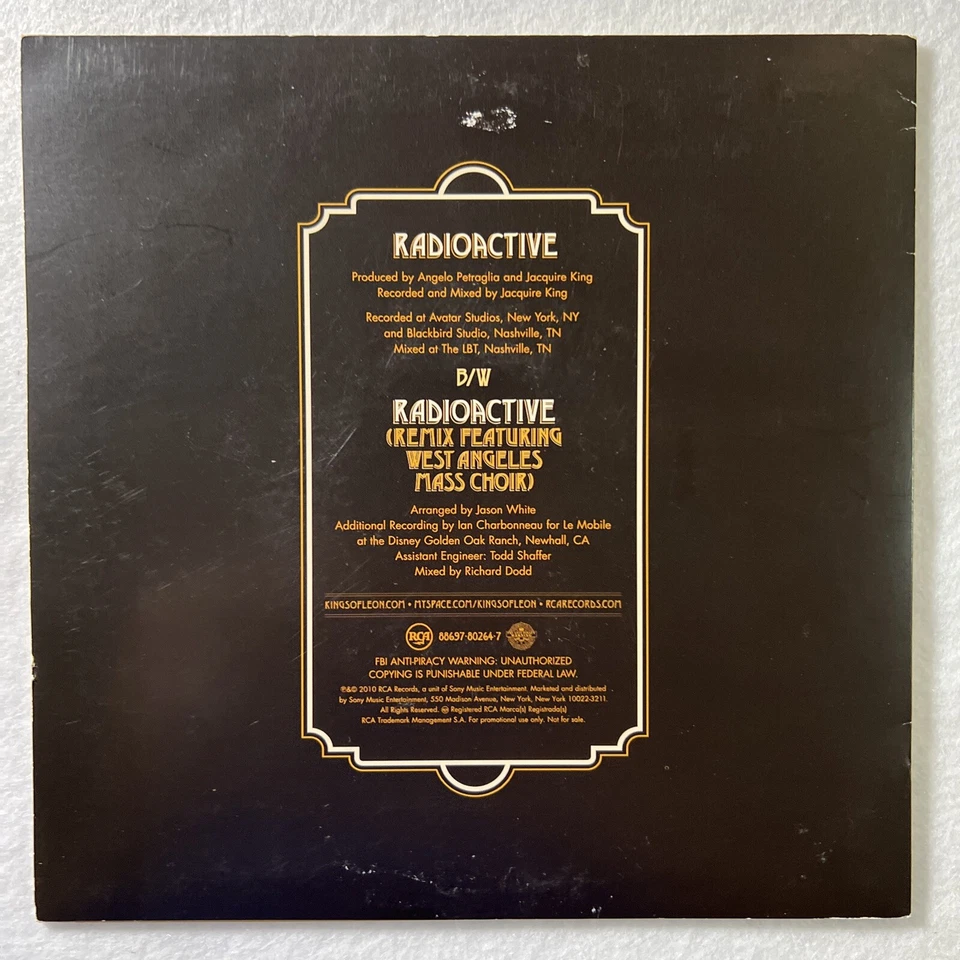 RADIOACTIVE
Produced by Angelo Petraglia and Jacquire King
Recorded and Mixed by Jacquire King
Recorded at Avatar Studios, New York, NY
and Blackbird Studio, Nashville, TN
Mixed at The LBT, Nashville, TN
B/W
RADIOACTIVE
(REMIX FEATURING
WEST ANGELES
MASS CHOIR)
Arranged by Jason White
Additional Recording by Ian Charbonneau for Le Mobile
at the Disney Golden Oak Ranch, Newhall, CA
Assistant Engineer: Todd Shaffer
Mixed by Richard Dodd
KINGSOFLEON.COM • MYSPACE.COM/KINGSOFLEON • RCARECORDS.COM
RCA 88697-80264-7
FBI ANTI-PIRACY WARNING: UNAUTHORIZED
COPYING IS PUNISHABLE UNDER FEDERAL LAW.
℗&© 2010 RCA Records, a unit of Sony Music Entertainment. Marketed and distributed
by Sony Music Entertainment, 550 Madison Avenue, New York, New York 10022-3211.
All Rights Reserved. Registered RCA Marca(s) Registrada(s)
RCA Trademark Management S.A. For promotional use only. Not for sale.